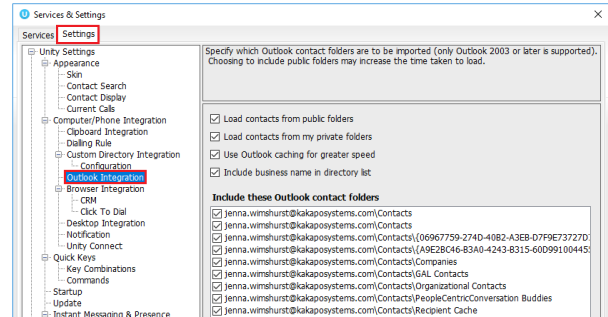 Services & Settings
Services Settings
Unity Settings
Appearance
Skin
Contact Search
Contact Display
Current Calls
Computer/Phone Integration
Clipboard Integration
Dialling Rule
Custom Directory Integration
Configuration
Outlook Integration
Browser Integration
CRM
Click To Dial
Desktop Integration
Notification
Unity Connect
Quick Keys
Key Combinations
Commands
Startup
Update
Instant Messaging & Presence
Specify which Outlook contact folders are to be imported (only Outlook 2003 or later is supported).
Choosing to include public folders may increase the time taken to load.
Load contacts from public folders
Load contacts from my private folders
Use Outlook caching for greater speed
Include business name in directory list
Include these Outlook contact folders
jenna.wimshurst@kakaposystems.com\Contacts
jenna.wimshurst@kakaposystems.com\Contacts
jenna.wimshurst@kakaposystems.com\Contacts\{06967759-274D-40B2-A3EB-D7F9E73727D
jenna.wimshurst@kakaposystems.com\Contacts\{A9E2BC46-B3A0-4243-B315-60D991004455
jenna.wimshurst@kakaposystems.com\Contacts\Companies
jenna.wimshurst@kakaposystems.com\Contacts\GAL Contacts
jenna.wimshurst@kakaposystems.com\Contacts\Organizational Contacts
jenna.wimshurst@kakaposystems.com\Contacts\PeopleCentricConversation Buddies
jenna.wimshurst@kakaposystems.com\Contacts\Recipient Cache